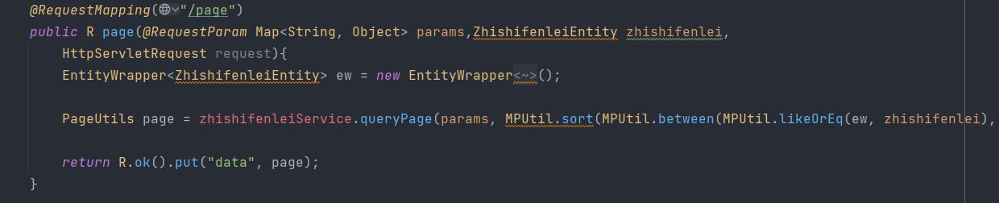 @RequestMapping("/page")
public R page(@RequestParam Map<String, Object> params,ZhishifenleiEntity zhishifenlei,
HttpServletRequest request){
EntityWrapper<ZhishifenleiEntity> ew = new EntityWrapper<~>();
PageUtils page = zhishifenleiService.queryPage(params, MPUtil.sort(MPUtil.between(MPUtil.likeOrEq(ew, zhishifenlei),
return R.ok().put("data", page);
}